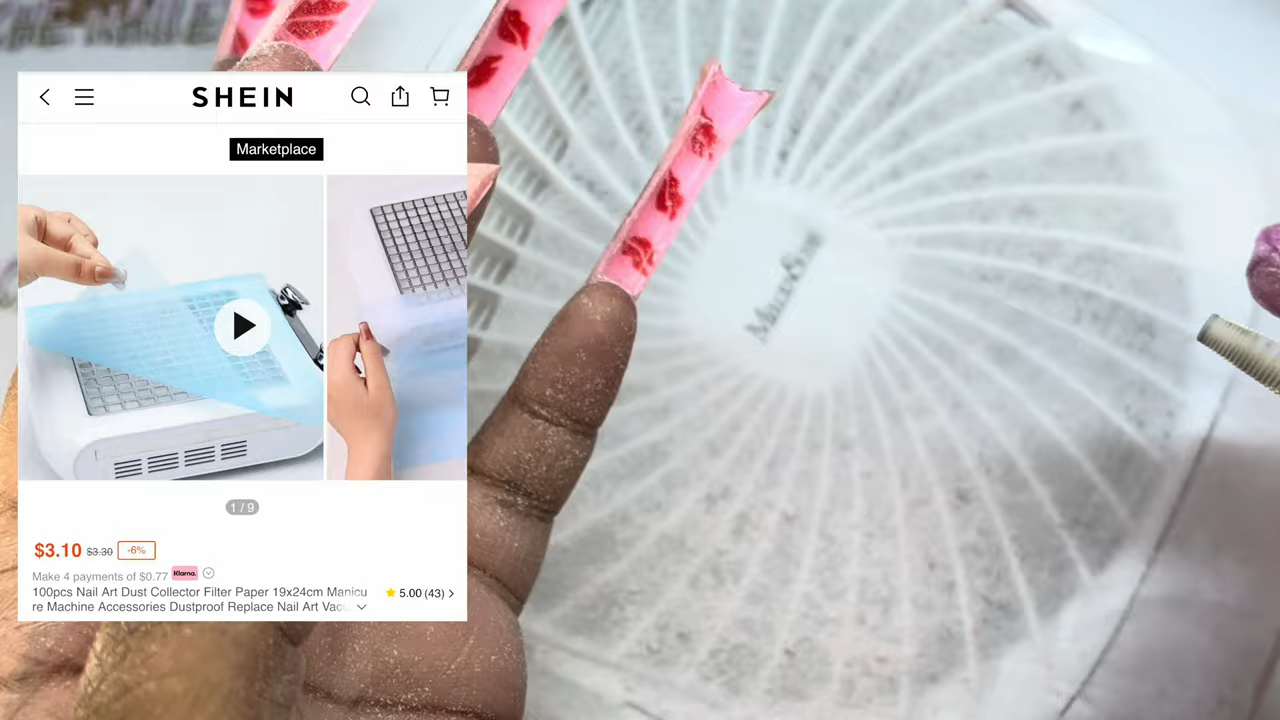 SHEIN
Marketplace
1 / 9
$3.10 $3.30 -6%
Make 4 payments of $0.77 Klarna.
100pcs Nail Art Dust Collector Filter Paper 19x24cm Manicu
re Machine Accessories Dustproof Replace Nail Art Vacu
5.00 (43)